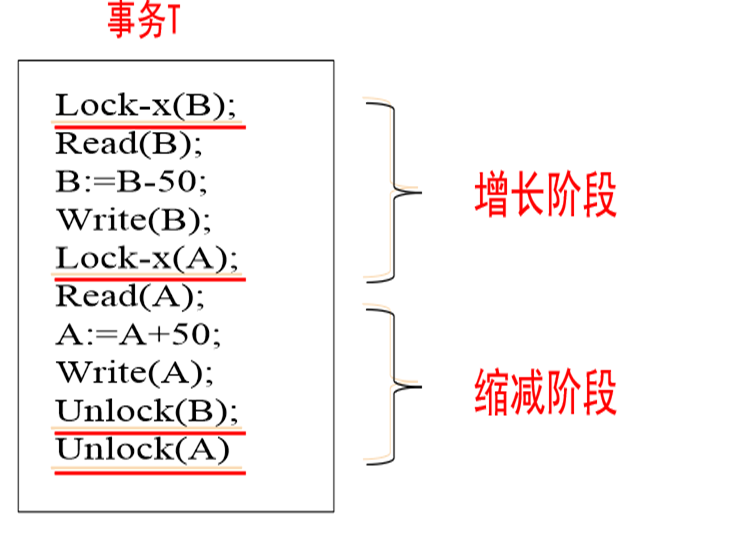 事务T
Lock-x(B);
Read(B);
B:=B-50;
Write(B);
Lock-x(A);
Read(A);
A:=A+50;
Write(A);
Unlock(B);
Unlock(A)
增长阶段
缩减阶段